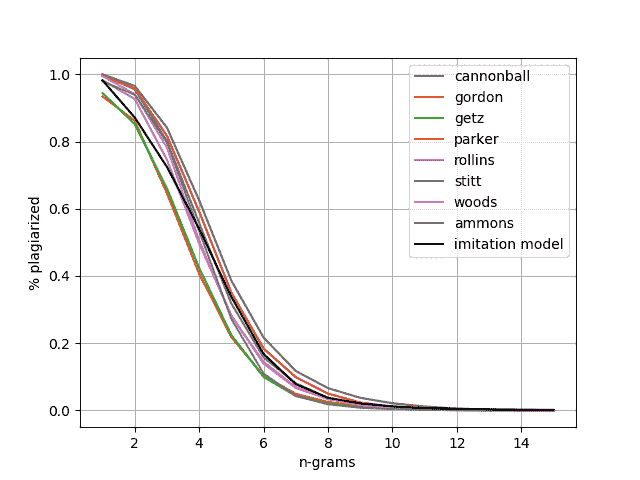 1.0
0.8
0.6
0.4
0.2
0.0
% plagiarized
2 4 6 8 10 12 14
n-grams
cannonball
gordon
getz
parker
rollins
stitt
woods
ammons
imitation model